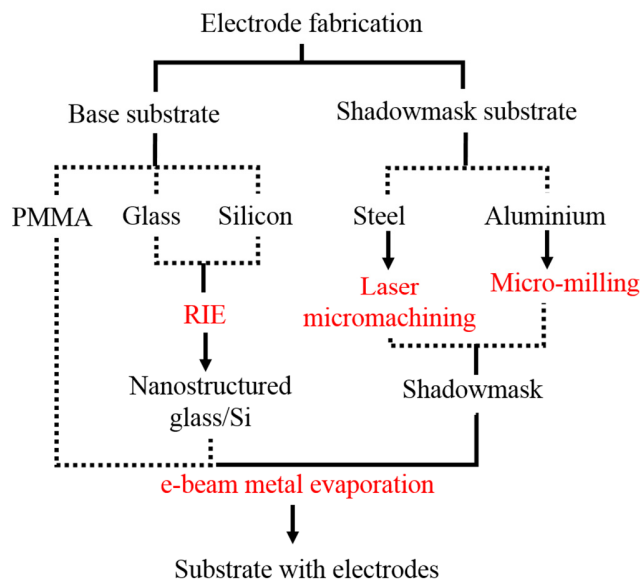 Electrode fabrication
Base substrate
Shadowmask substrate
PMMA
Glass
Silicon
Steel
Aluminium
RIE
Laser
micromachining
Micro-milling
Nanostructured
glass/Si
Shadowmask
e-beam metal evaporation
Substrate with electrodes